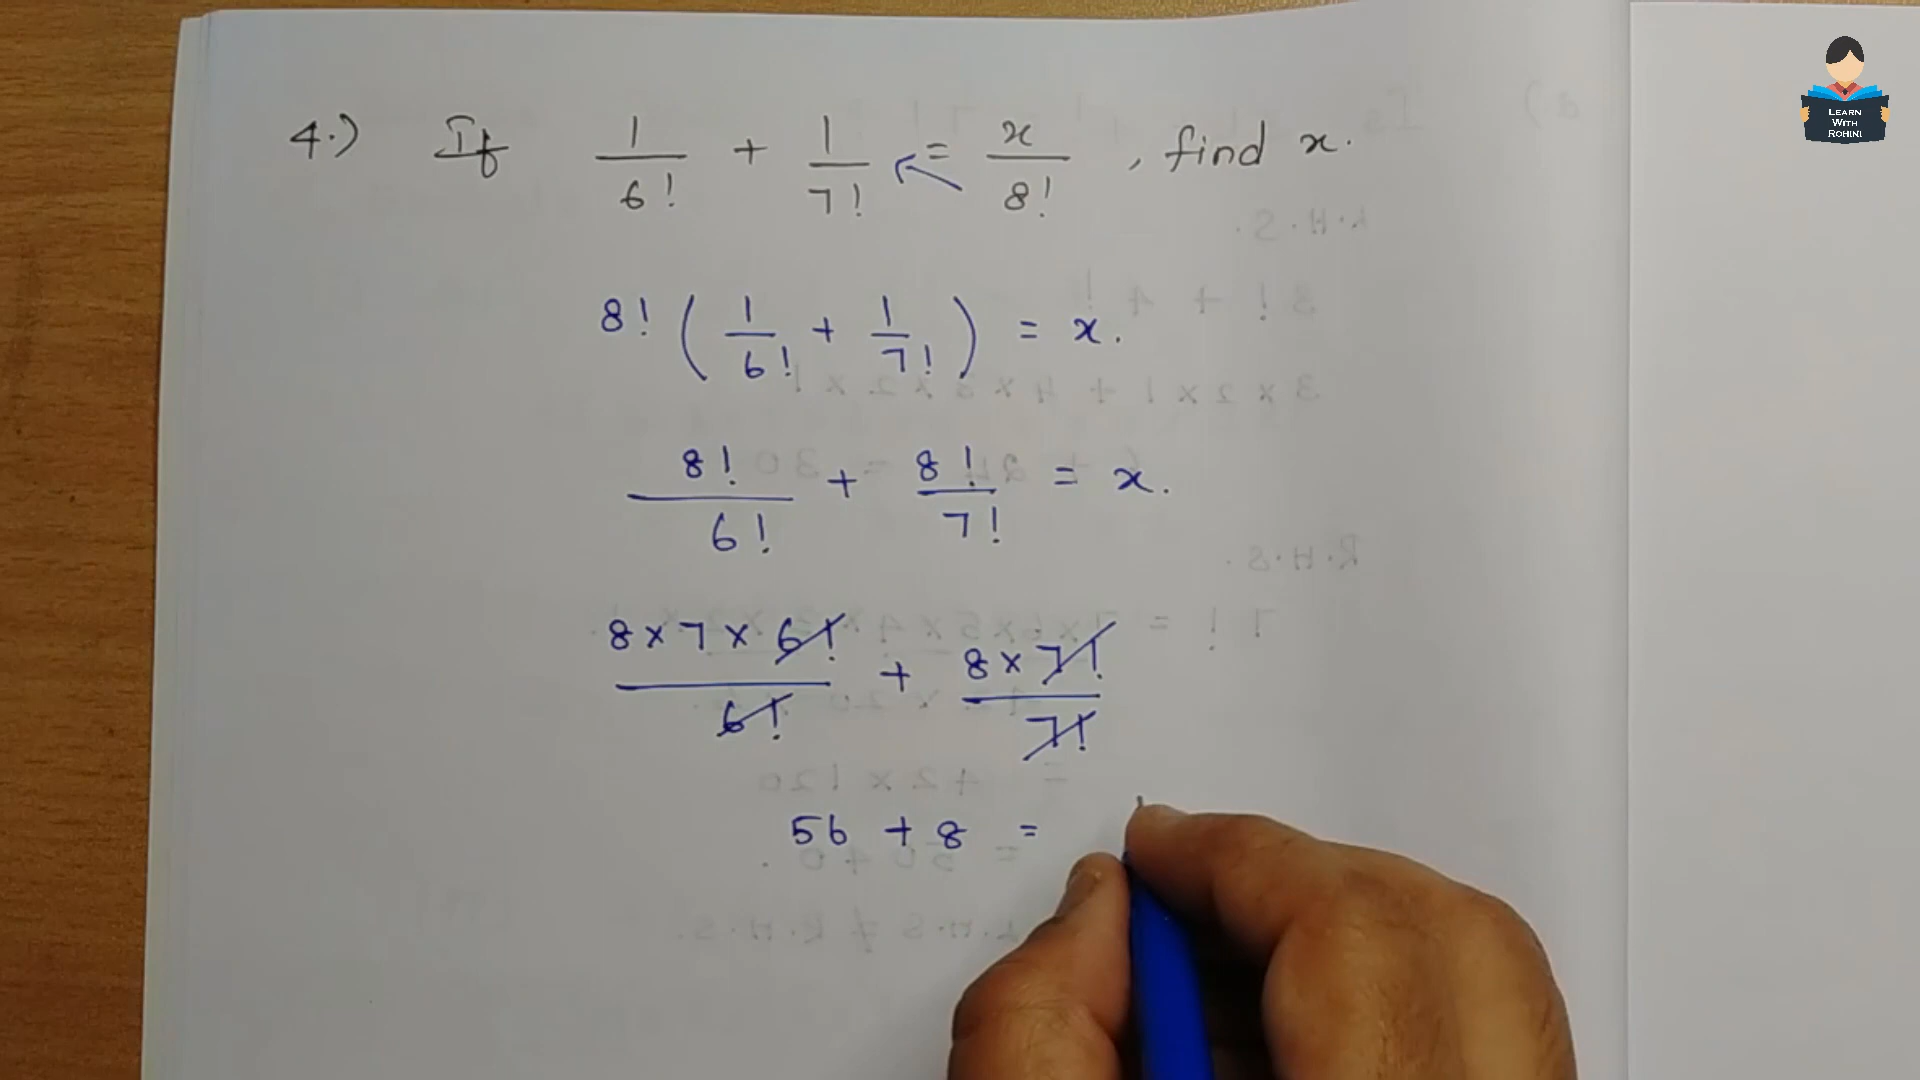 4.) If 1/6! + 1/7! = x/8! , find x.
8! ( 1/6! + 1/7! ) = x.
8!/6! + 8!/7! = x.
8 x 7 x 6!/6! + 8 x 7!/7!
56 + 8 =
LEARN
WITH
ROHINI